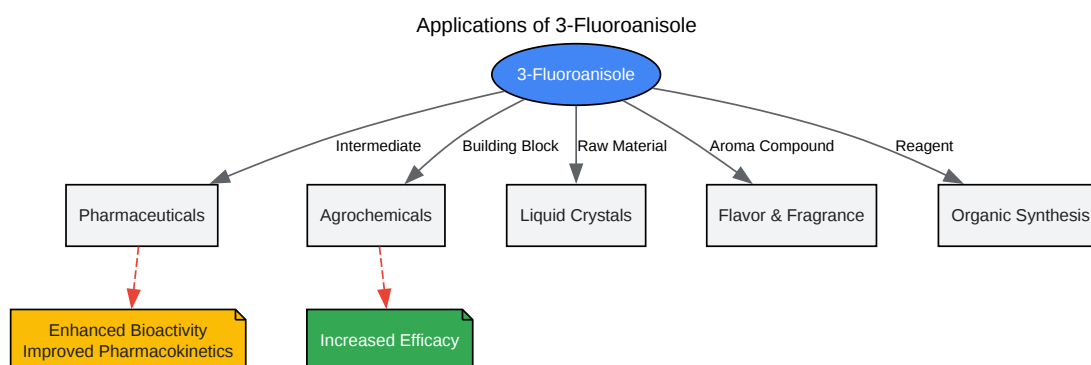 Applications of 3-Fluoroanisole
3-Fluoroanisole
Intermediate
Building Block
Raw Material
Aroma Compound
Reagent
Pharmaceuticals
Agrochemicals
Liquid Crystals
Flavor & Fragrance
Organic Synthesis
Enhanced Bioactivity
Improved Pharmacokinetics
Increased Efficacy